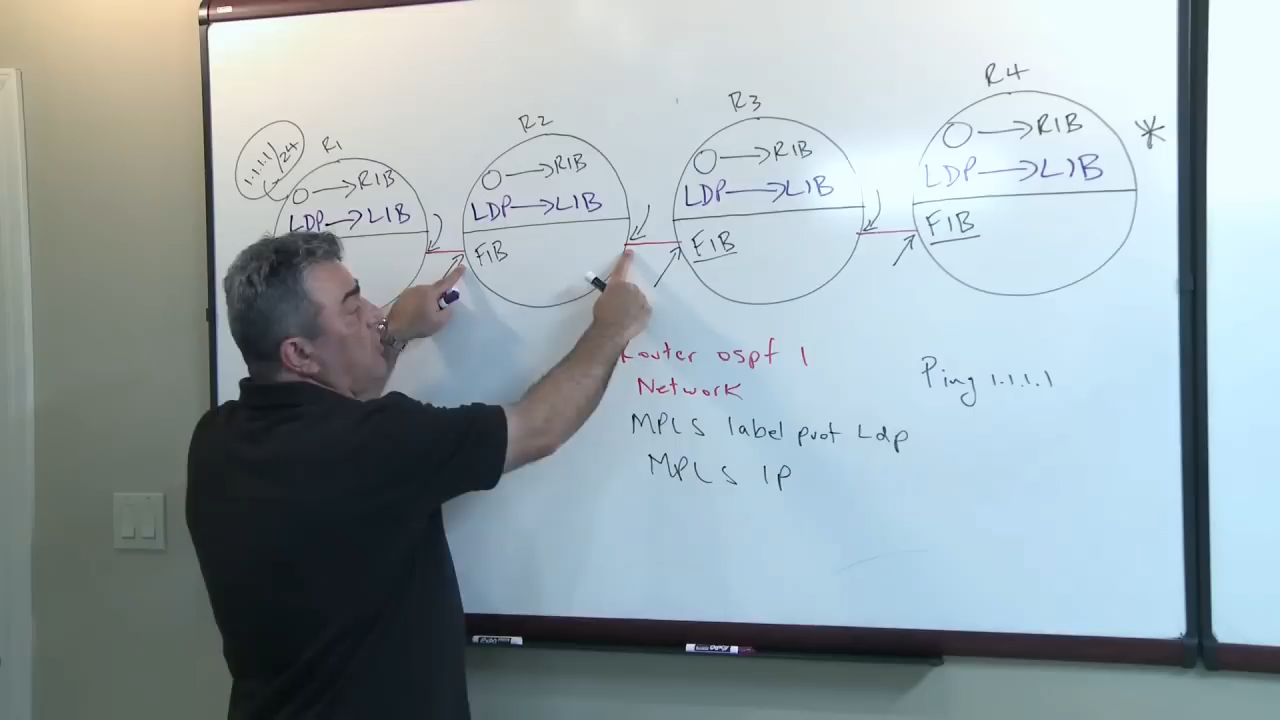 1.1.1.1/24
R1
O → RIB
LDP → LIB
R2
O → RIB
LDP → LIB
FIB
R3
O → RIB
LDP → LIB
FIB
R4
O → RIB
LDP → LIB
FIB
*
Router ospf 1
Network
MPLS label prot Ldp
MPLS IP
Ping 1.1.1.1